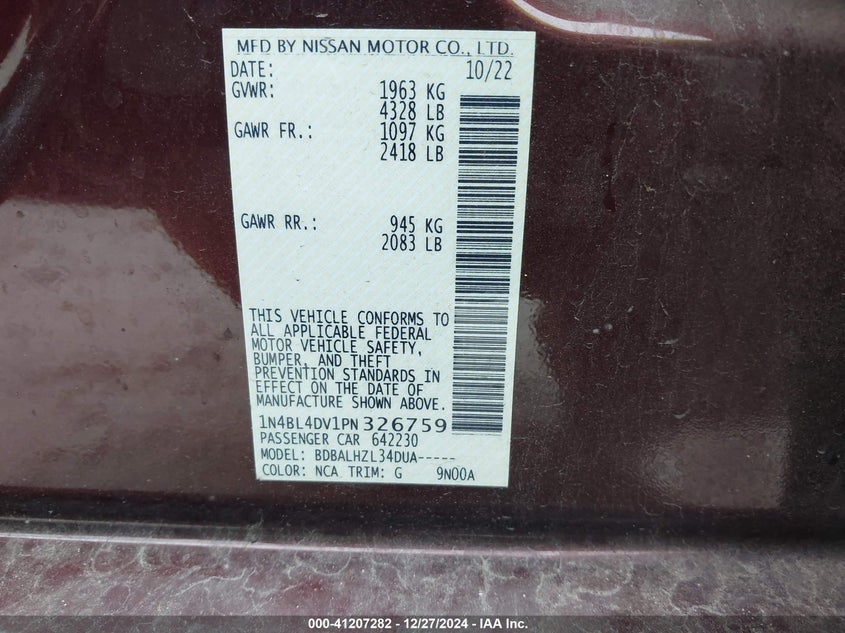 MFD BY NISSAN MOTOR CO., LTD.
DATE: 10/22
GVWR: 1963 KG
4328 LB
GAWR FR.: 1097 KG
2418 LB
GAWR RR.: 945 KG
2083 LB
THIS VEHICLE CONFORMS TO
ALL APPLICABLE FEDERAL
MOTOR VEHICLE SAFETY,
BUMPER, AND THEFT
PREVENTION STANDARDS IN
EFFECT ON THE DATE OF
MANUFACTURE SHOWN ABOVE.
1N4BL4DV1PN326759
PASSENGER CAR 642230
MODEL: BDBALHZL34DUA-----
COLOR: NCA TRIM: G 9N00A
000-41207282 - 12/27/2024 - IAA Inc.